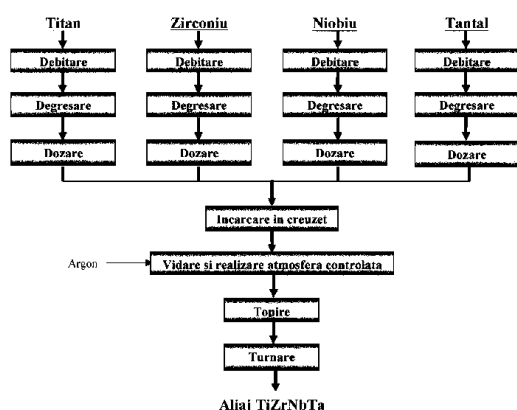 Titan Zirconiu Niobiu Tantal
Debitare Debitare Debitare Debitare
Degresare Degresare Degresare Degresare
Dozare Dozare Dozare Dozare
Incarcare in creuzet
Argon Vidare si realizare atmosfera controlata
Topire
Turnare
Aliaj TiZrNbTa